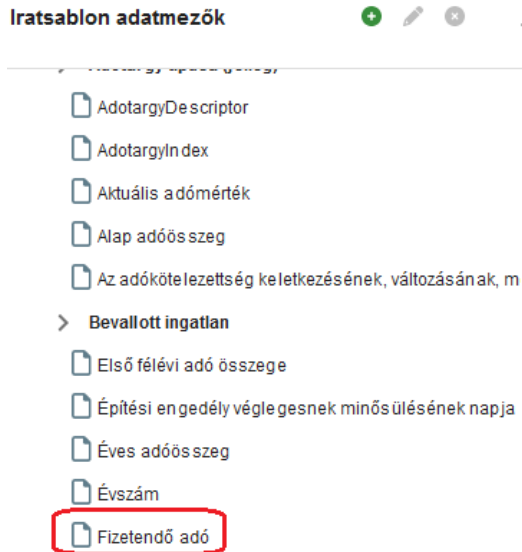 Iratsablon adatmezők
AdotargyDescriptor
AdotargyIndex
Aktuális adómérték
Alap adóösszeg
Az adókötelezettség keletkezésének, változásának, m
Bevallott ingatlan
Első félévi adó összege
Építési engedély véglegesnek minősülésének napja
Éves adóösszeg
Évszám
Fizetendő adó